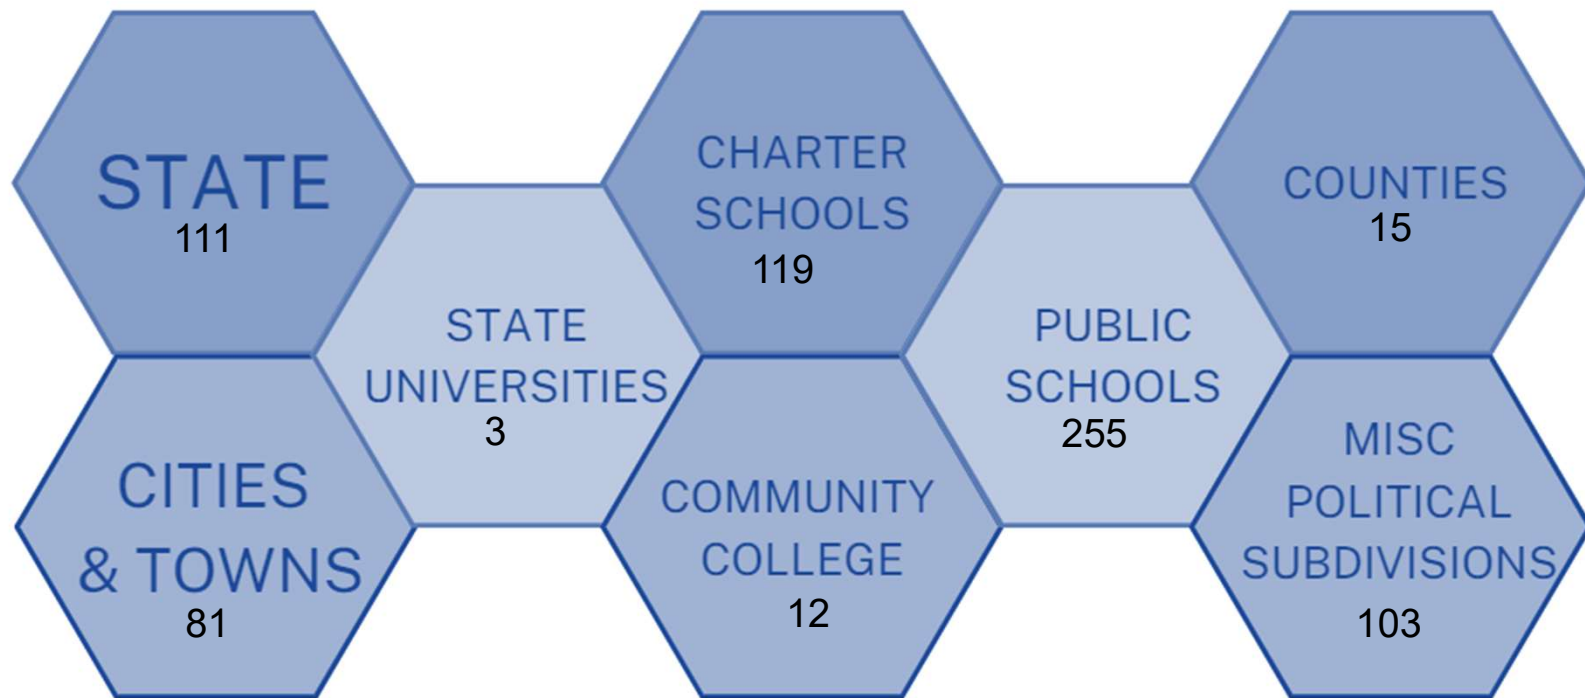 STATE
111
CHARTER
SCHOOLS
119
COUNTIES
15
STATE
UNIVERSITIES
3
PUBLIC
SCHOOLS
255
CITIES
& TOWNS
81
COMMUNITY
COLLEGE
12
MISC
POLITICAL
SUBDIVISIONS
103